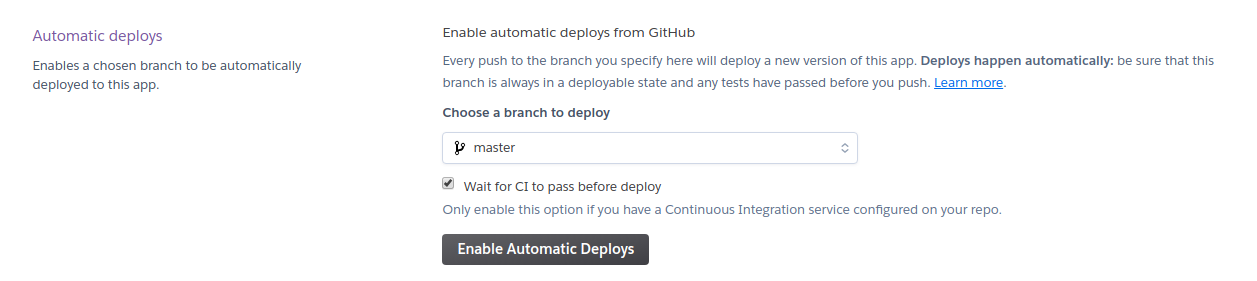 Automatic deploys
Enables a chosen branch to be automatically
deployed to this app.
Enable automatic deploys from GitHub
Every push to the branch you specify here will deploy a new version of this app. Deploys happen automatically: be sure that this
branch is always in a deployable state and any tests have passed before you push. Learn more.
Choose a branch to deploy
master
Wait for CI to pass before deploy
Only enable this option if you have a Continuous Integration service configured on your repo.
Enable Automatic Deploys